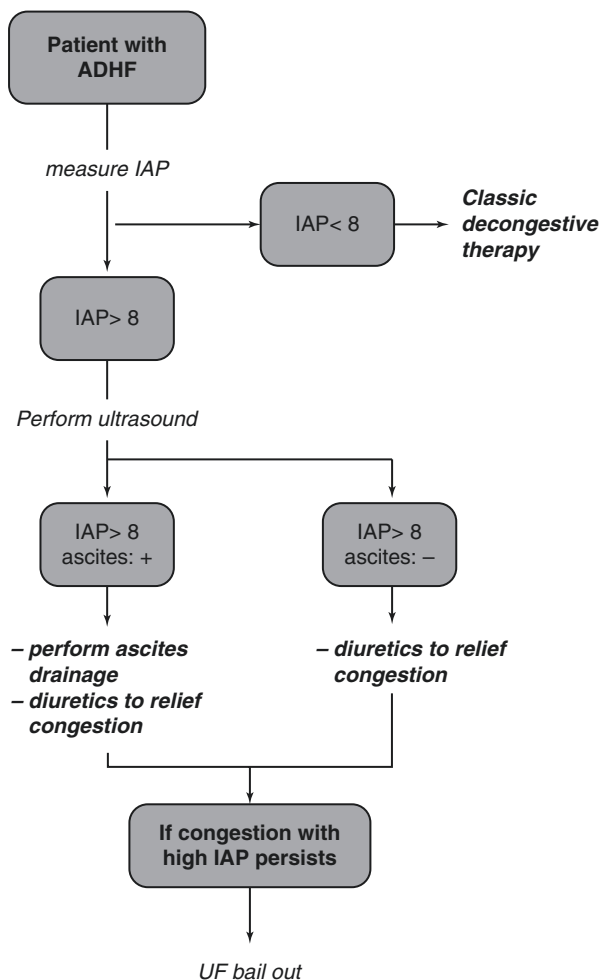 Patient with
ADHF
measure IAP
IAP< 8
Classic
decongestive
therapy
IAP> 8
Perform ultrasound
IAP> 8
ascites: +
IAP> 8
ascites: –
– perform ascites
drainage
– diuretics to relief
congestion
– diuretics to relief
congestion
If congestion with
high IAP persists
UF bail out